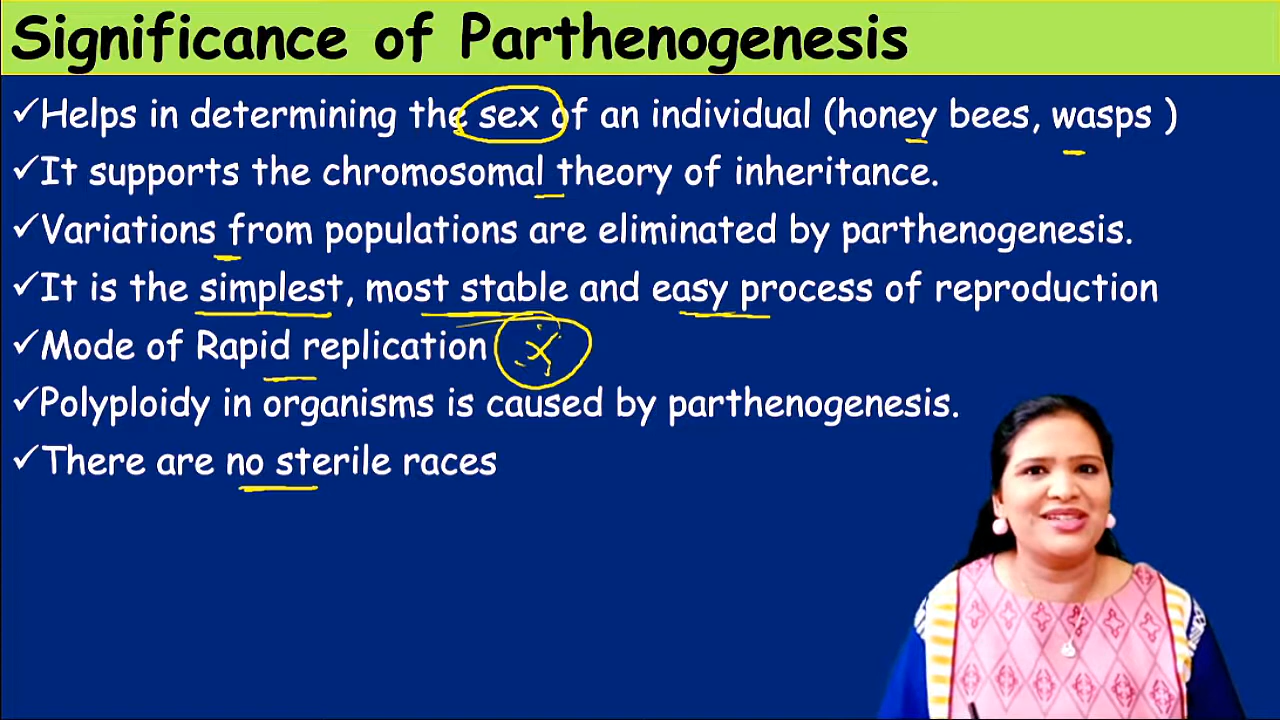 Significance of Parthenogenesis
✓Helps in determining the sex of an individual (honey bees, wasps )
✓It supports the chromosomal theory of inheritance.
✓Variations from populations are eliminated by parthenogenesis.
✓It is the simplest, most stable and easy process of reproduction
✓Mode of Rapid replication
✓Polyploidy in organisms is caused by parthenogenesis.
✓There are no sterile races